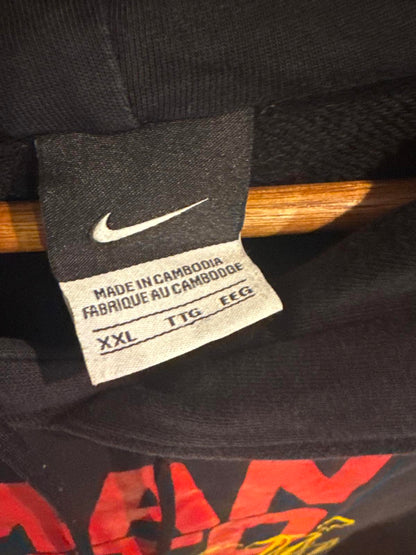 MADE IN CAMBODIA
FABRIQUE AU CAMBODGE
XXL TTG EEG